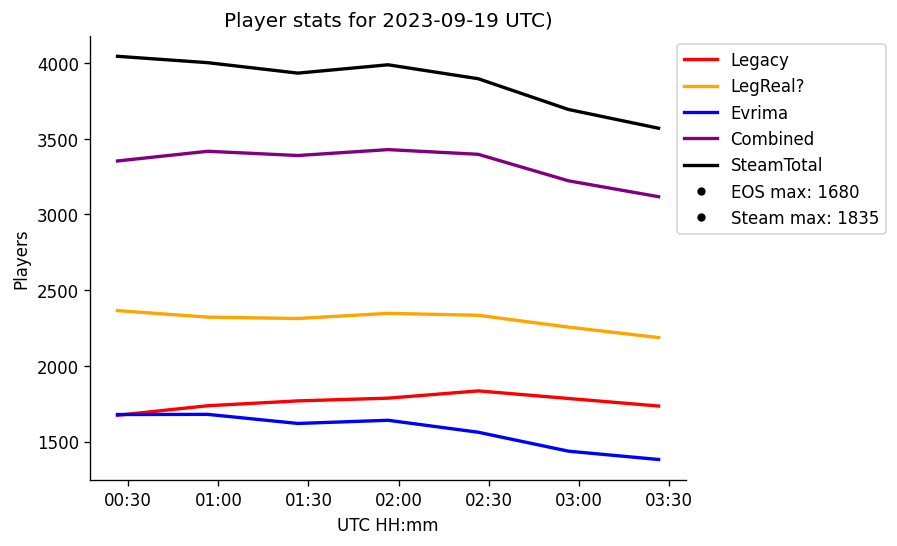 Player stats for 2023-09-19 UTC)
4000
3500
3000
2500
2000
1500
Players
00:30
01:00
01:30
02:00
02:30
03:00
03:30
UTC HH:mm
Legacy
LegReal?
Evrima
Combined
SteamTotal
EOS max: 1680
Steam max: 1835